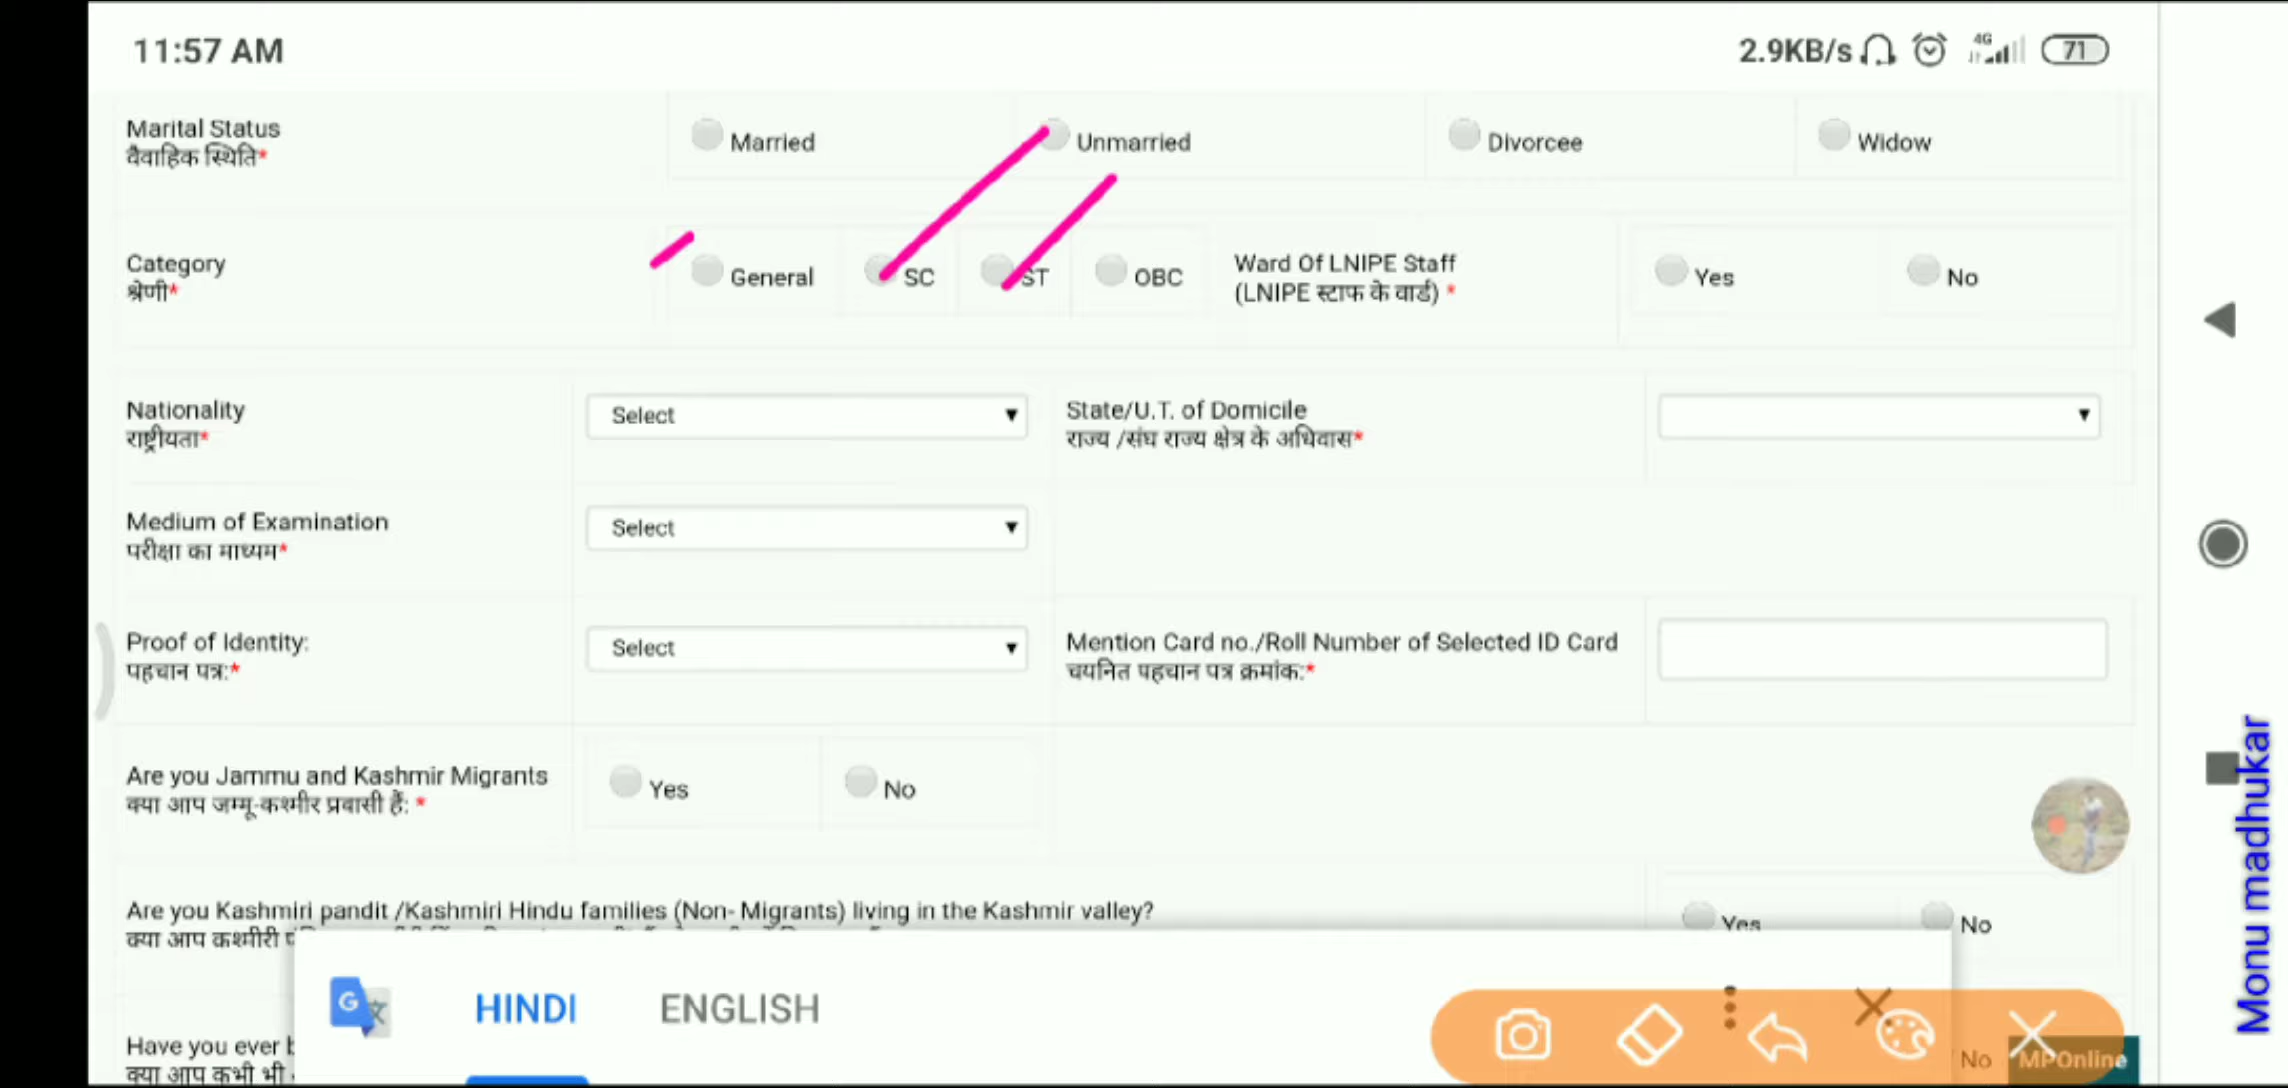 11:57 AM 2.9KB/s 4G 71
Marital Status
वैवाहिक स्थिति*
Married Unmarried Divorcee Widow
Category
श्रेणी*
General SC ST OBC
Ward Of LNIPE Staff
(LNIPE स्टाफ के वार्ड) *
Yes No
Nationality
राष्ट्रीयता*
Select
State/U.T. of Domicile
राज्य /संघ राज्य क्षेत्र के अधिवास*
Medium of Examination
परीक्षा का माध्यम*
Select
Proof of Identity:
पहचान पत्र:*
Select
Mention Card no./Roll Number of Selected ID Card
चयनित पहचान पत्र क्रमांक:*
Are you Jammu and Kashmir Migrants
क्या आप जम्मू-कश्मीर प्रवासी हैं: *
Yes No
Are you Kashmiri pandit /Kashmiri Hindu families (Non- Migrants) living in the Kashmir valley?
क्या आप कश्मीरी
Yes No
HINDI ENGLISH
Have you ever
क्या आप कभी भी
No MPOnline
Monu madhukar